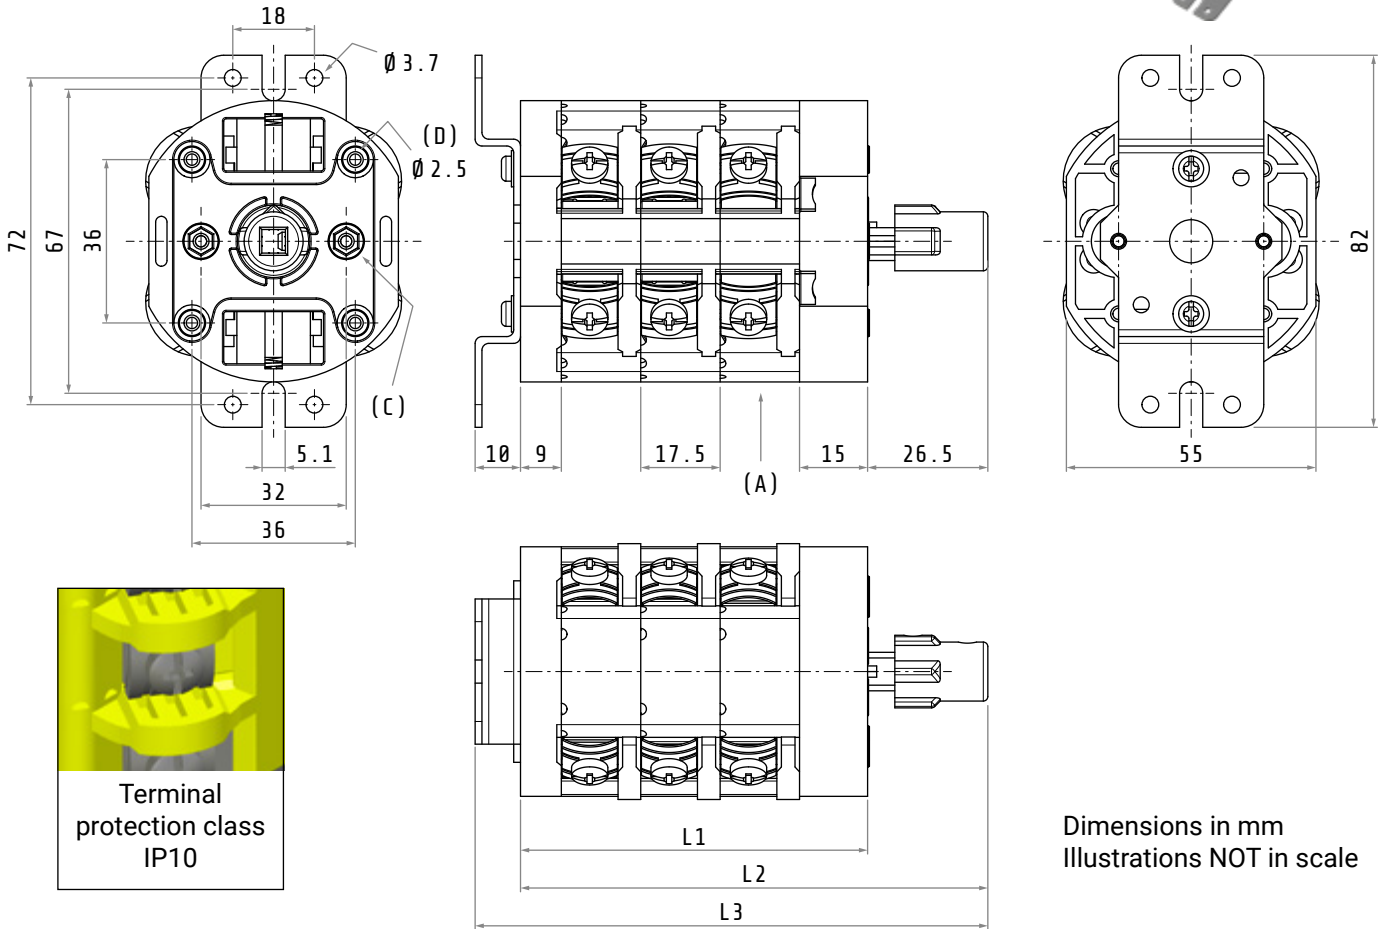 18
Ø3.7
(D)
Ø2.5
72
67
36
(C)
5.1
32
36
10
9
17.5
15
26.5
(A)
82
55
L1
L2
L3
Terminal
protection class
IP10
Dimensions in mm
Illustrations NOT in scale